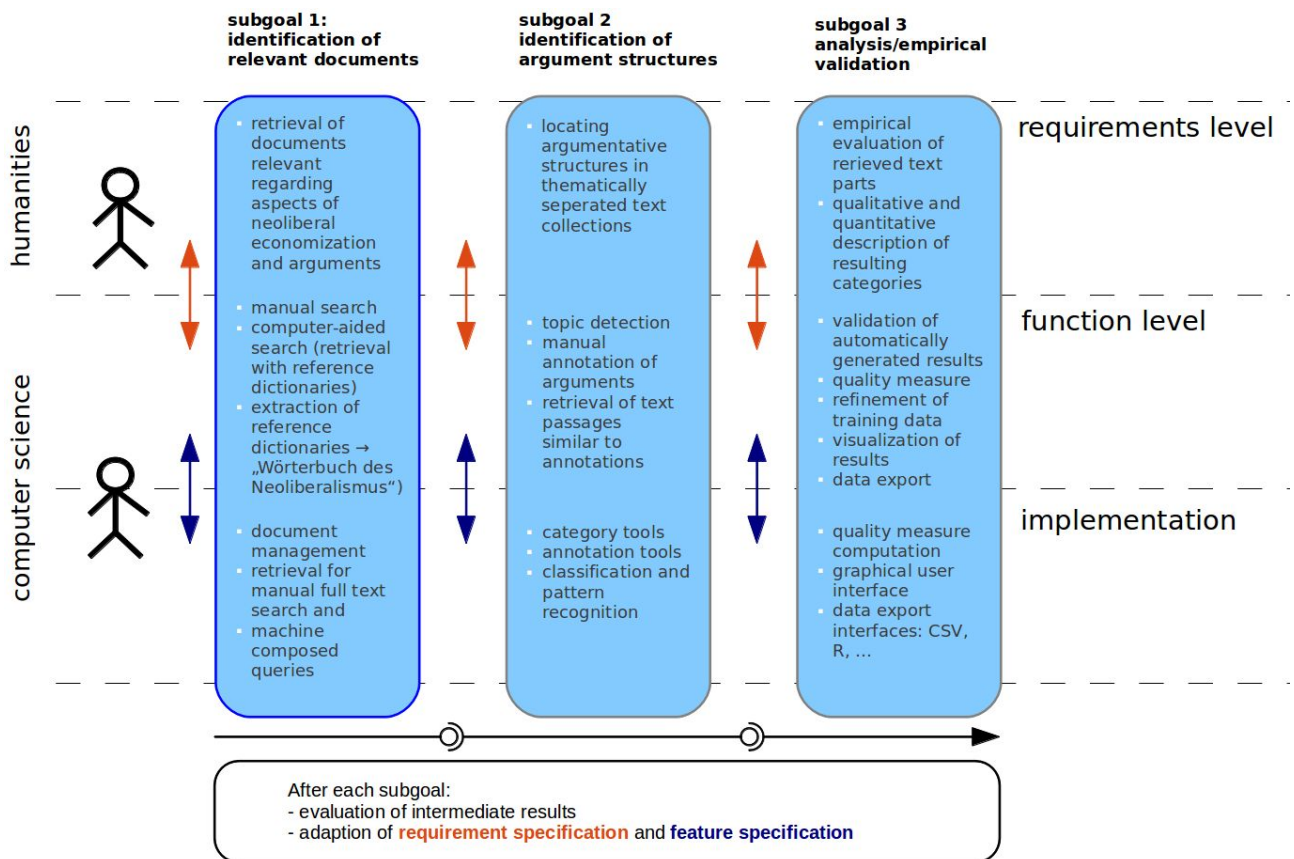 subgoal 1:
identification of
relevant documents
subgoal 2
identification of
argument structures
subgoal 3
analysis/empirical
validation
humanities
computer science
requirements level
function level
implementation
▪ retrieval of
documents
relevant
regarding
aspects of
neoliberal
economization
and arguments
▪ manual search
▪ computer-aided
search (retrieval
with reference
dictionaries)
▪ extraction of
reference
dictionaries →
„Wörterbuch des
Neoliberalismus“)
▪ document
management
▪ retrieval for
manual full text
search and
▪ machine
composed
queries
▪ locating
argumentative
structures in
thematically
seperated text
collections
▪ topic detection
▪ manual
annotation of
arguments
▪ retrieval of text
passages
similar to
annotations
▪ category tools
▪ annotation tools
▪ classification and
pattern
recognition
▪ empirical
evaluation of
rerieved text
parts
▪ qualitative and
quantitative
description of
resulting
categories
▪ validation of
automatically
generated results
▪ quality measure
▪ refinement of
training data
▪ visualization of
results
▪ data export
▪ quality measure
computation
▪ graphical user
interface
▪ data export
interfaces: CSV,
R, ...
After each subgoal:
- evaluation of intermediate results
- adaption of requirement specification and feature specification